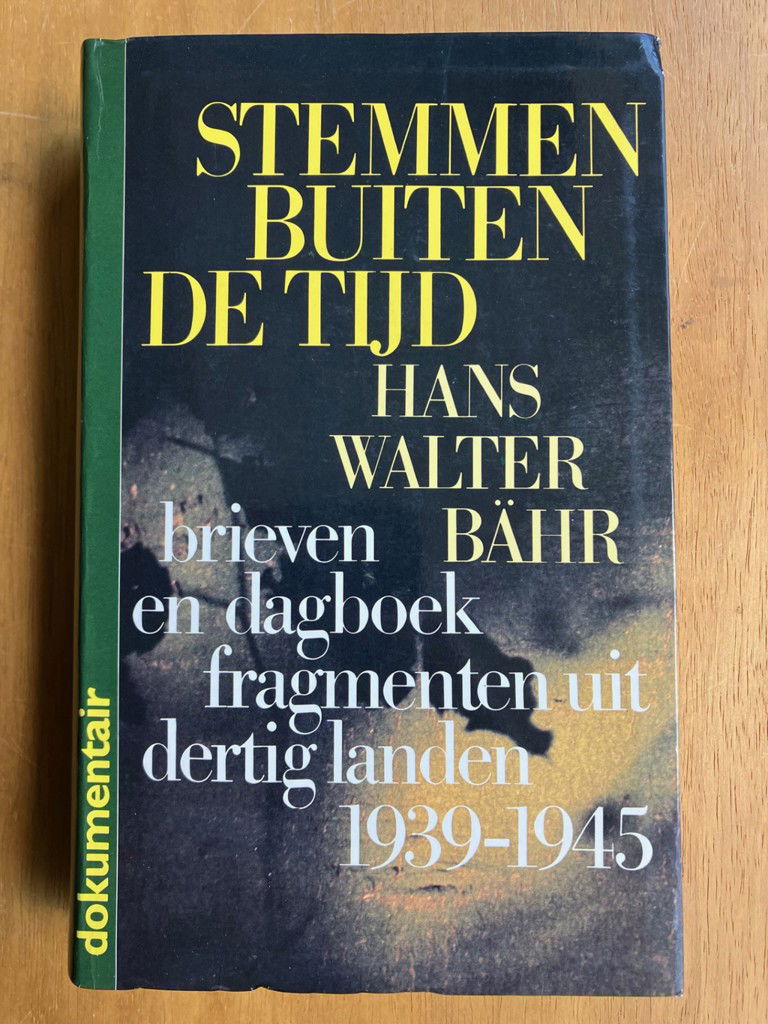 STEMMEN
BUITEN
DE TIJD
HANS
WALTER
BÄHR
brieven
en dagboek
fragmenten uit
dertig landen
1939-1945
dokumentair